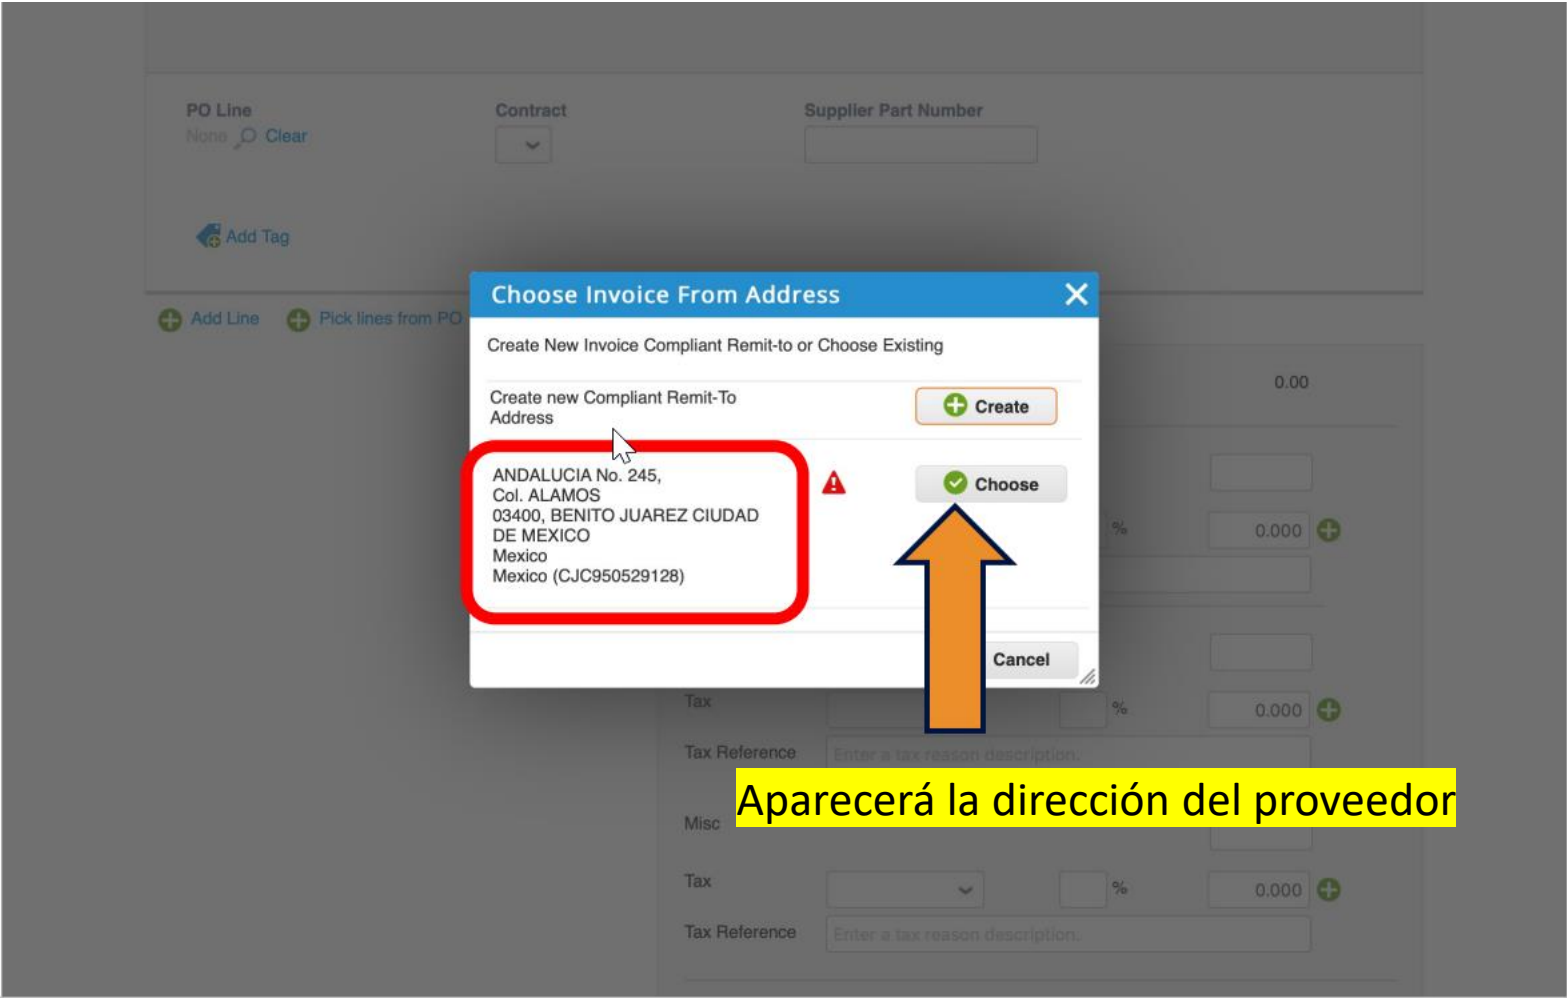 PO Line
Contract
Supplier Part Number
None Clear
Add Tag
Choose Invoice From Address
Add Line Pick lines from PO
Create New Invoice Compliant Remit-to or Choose Existing
0.00
Create new Compliant Remit-To
Address
Create
ANDALUCIA No. 245,
Col. ALAMOS
03400, BENITO JUAREZ CIUDAD
DE MEXICO
Mexico
Mexico (CJC950529128)
Choose
% 0.000
Cancel
Tax % 0.000
Tax Reference Enter a tax reason description.
Aparecerá la dirección del proveedor
Misc
Tax % 0.000
Tax Reference Enter a tax reason description.